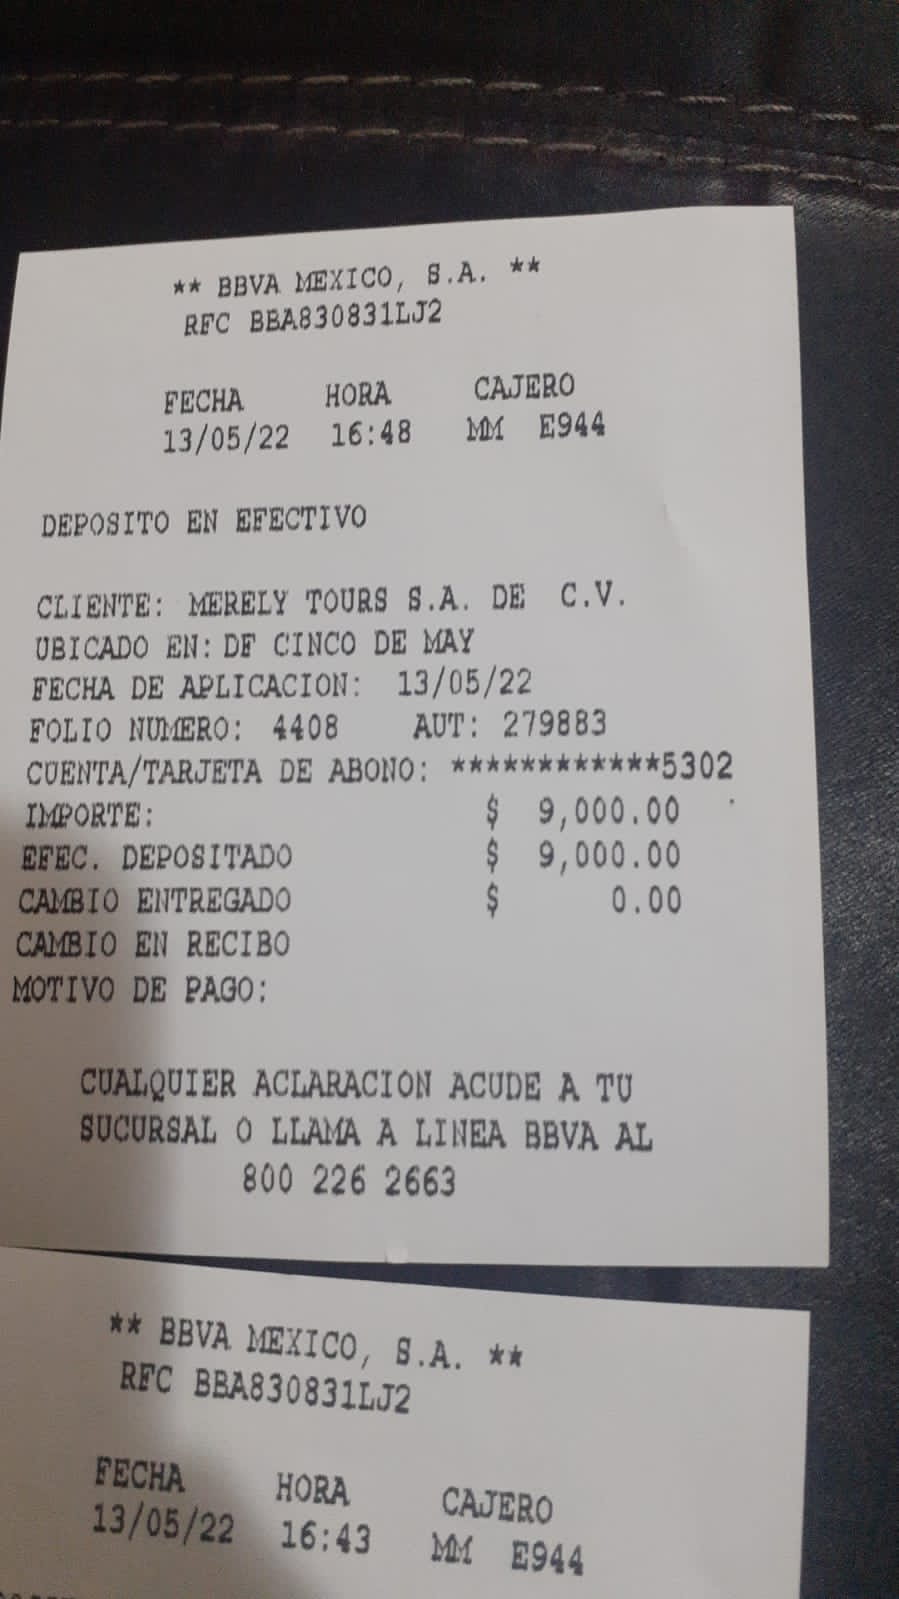 ** BBVA MEXICO, S.A. **
RFC BBA830831LJ2
FECHA HORA CAJERO
13/05/22 16:48 MM E944
DEPOSITO EN EFECTIVO
CLIENTE: MERELY TOURS S.A. DE C.V.
UBICADO EN: DF CINCO DE MAY
FECHA DE APLICACION: 13/05/22
FOLIO NUMERO: 4408 AUT: 279883
CUENTA/TARJETA DE ABONO: ************5302
IMPORTE: $ 9,000.00
EFEC. DEPOSITADO $ 9,000.00
CAMBIO ENTREGADO $ 0.00
CAMBIO EN RECIBO
MOTIVO DE PAGO:
CUALQUIER ACLARACION ACUDE A TU
SUCURSAL O LLAMA A LINEA BBVA AL
800 226 2663
** BBVA MEXICO, S.A. **
RFC BBA830831LJ2
FECHA HORA CAJERO
13/05/22 16:43 MM E944